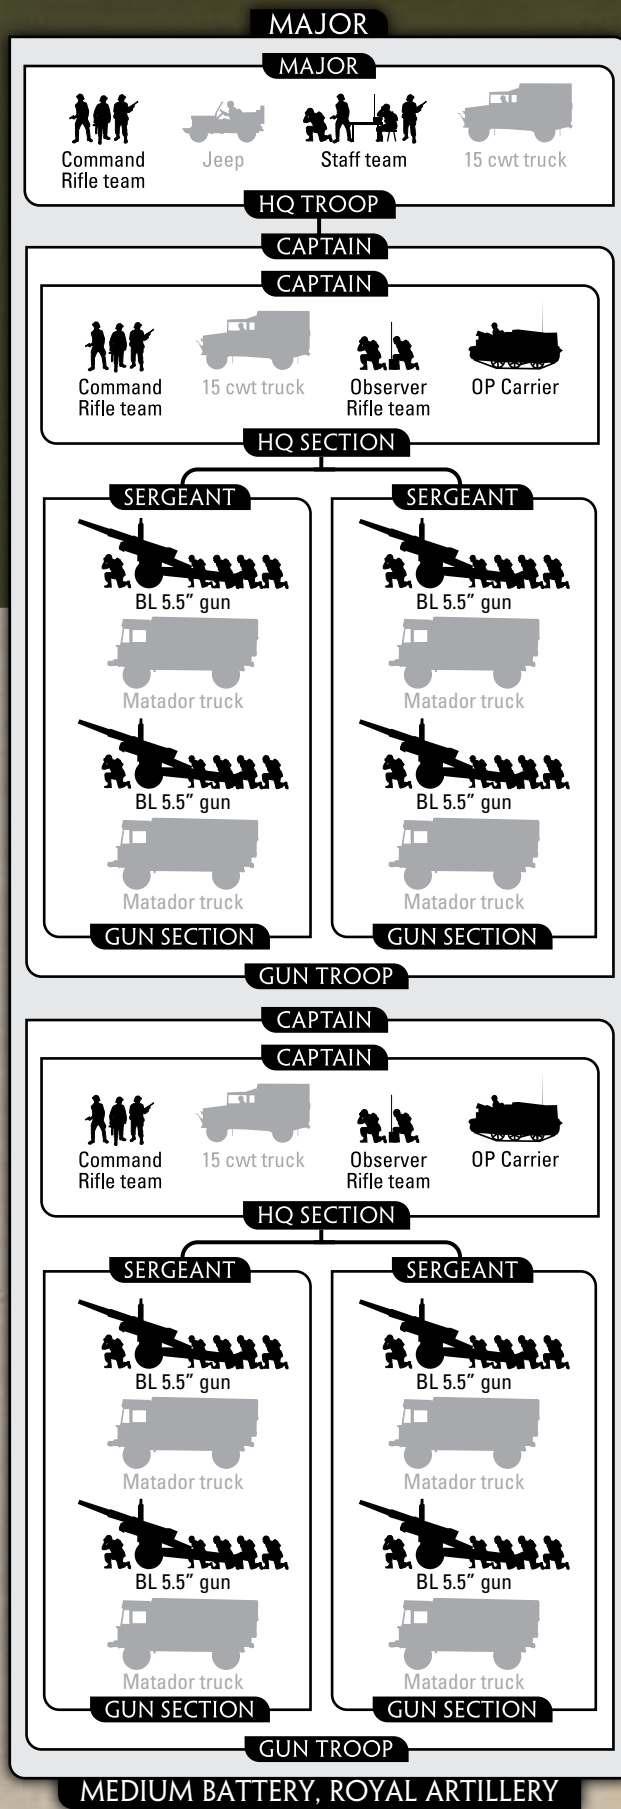 MAJOR
MAJOR
Command
Rifle team
Jeep
Staff team
15 cwt truck
HQ TROOP
CAPTAIN
CAPTAIN
Command
Rifle team
15 cwt truck
Observer
Rifle team
OP Carrier
HQ SECTION
SERGEANT
BL 5.5″ gun
Matador truck
BL 5.5″ gun
Matador truck
GUN SECTION
SERGEANT
BL 5.5″ gun
Matador truck
BL 5.5″ gun
Matador truck
GUN SECTION
GUN TROOP
CAPTAIN
CAPTAIN
Command
Rifle team
15 cwt truck
Observer
Rifle team
OP Carrier
HQ SECTION
SERGEANT
BL 5.5″ gun
Matador truck
BL 5.5″ gun
Matador truck
GUN SECTION
SERGEANT
BL 5.5″ gun
Matador truck
BL 5.5″ gun
Matador truck
GUN SECTION
GUN TROOP
MEDIUM BATTERY, ROYAL ARTILLERY